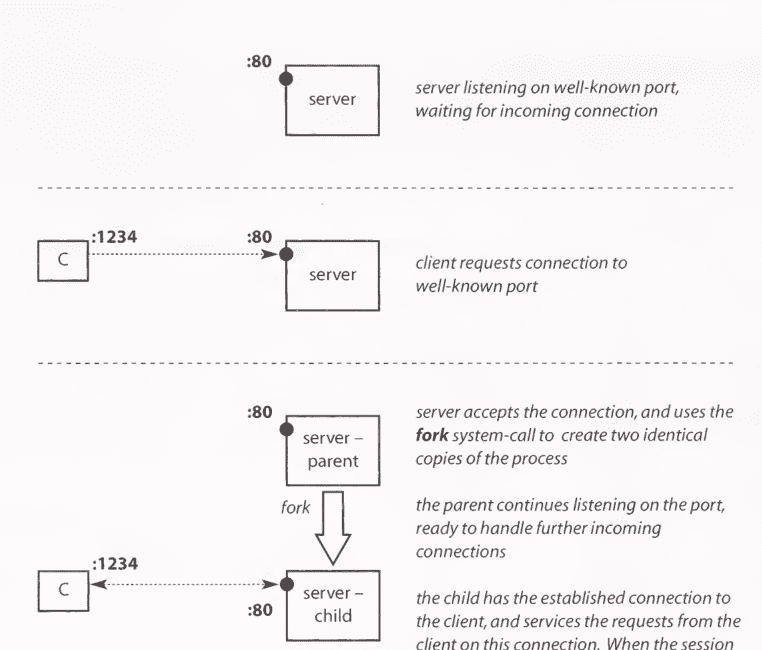 :80
server
server listening on well-known port,
waiting for incoming connection
:1234
:80
C
server
client requests connection to
well-known port
:80
server –
parent
server accepts the connection, and uses the
fork system-call to create two identical
copies of the process
fork
the parent continues listening on the port,
ready to handle further incoming
connections
:1234
C
:80
server –
child
the child has the established connection to
the client, and services the requests from the
client on this connection. When the session